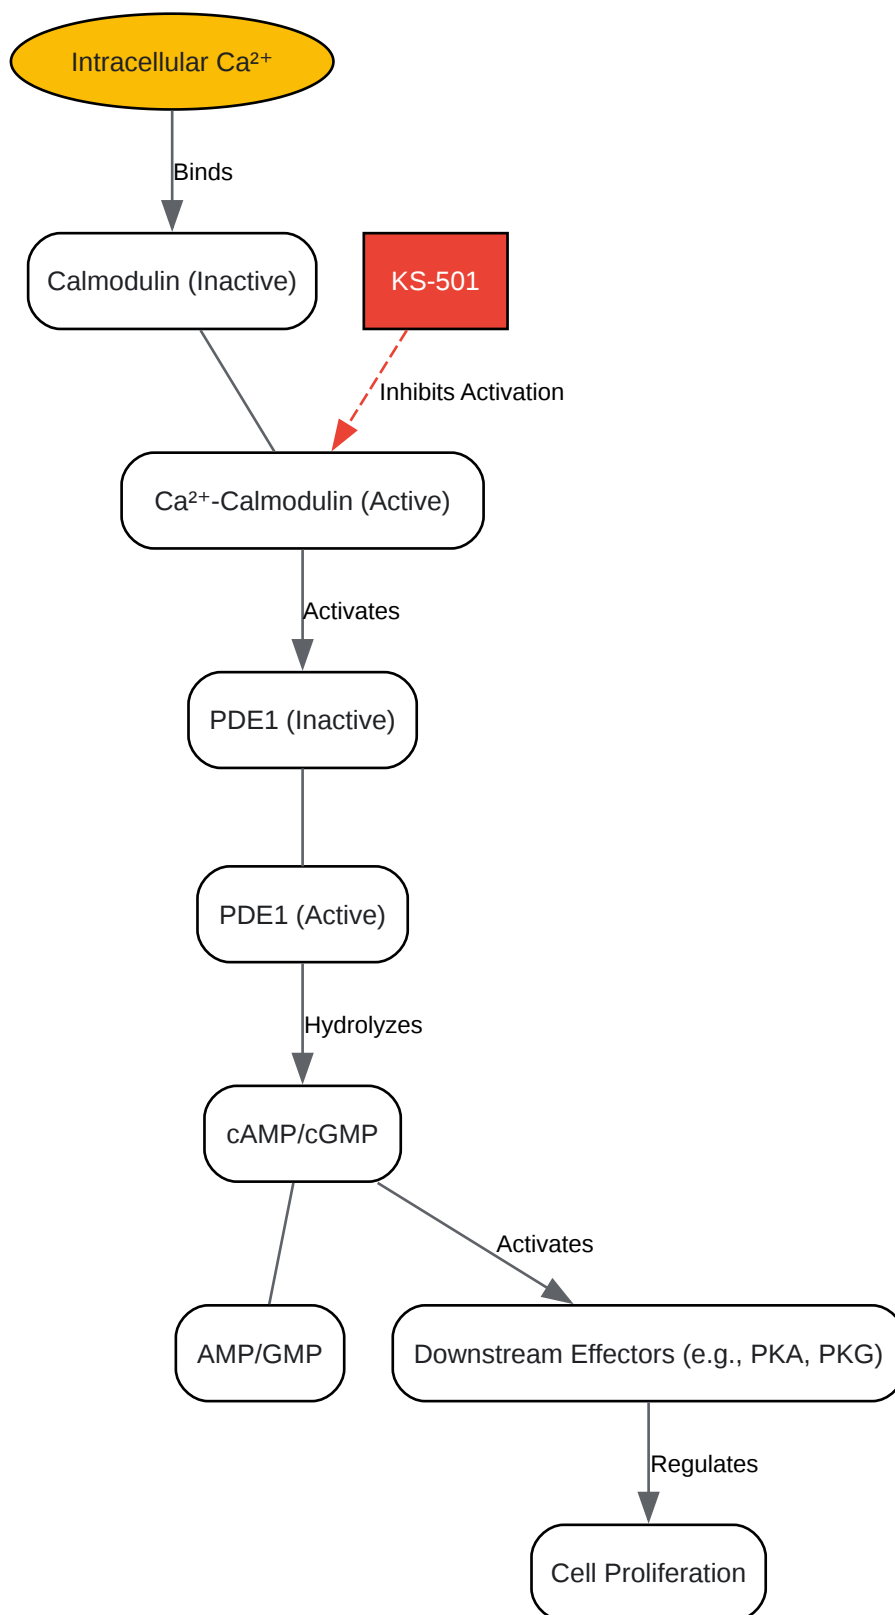 Intracellular Ca²⁺
Binds
Calmodulin (Inactive)
KS-501
Inhibits Activation
Ca²⁺-Calmodulin (Active)
Activates
PDE1 (Inactive)
PDE1 (Active)
Hydrolyzes
cAMP/cGMP
Activates
AMP/GMP
Downstream Effectors (e.g., PKA, PKG)
Regulates
Cell Proliferation